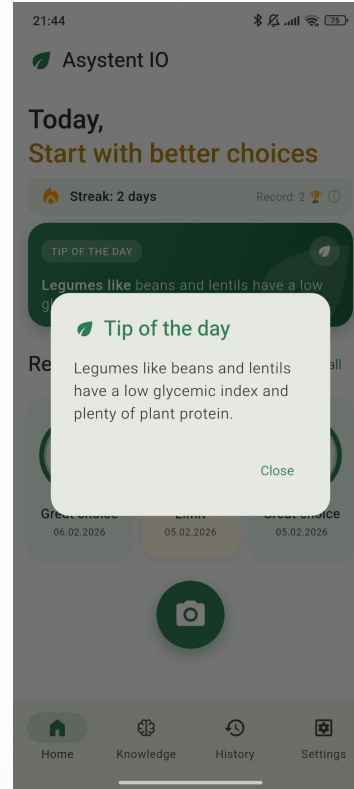 21:44
75
Asystent IO
Today,
Start with better choices
Streak: 2 days
Record: 2
TIP OF THE DAY
Legumes like beans and lentils have a low
Tip of the day
Legumes like beans and lentils
have a low glycemic index and
plenty of plant protein.
Close
all
Great choice
Limit
Great choice
06.02.2026
05.02.2026
05.02.2026
Home
Knowledge
History
Settings